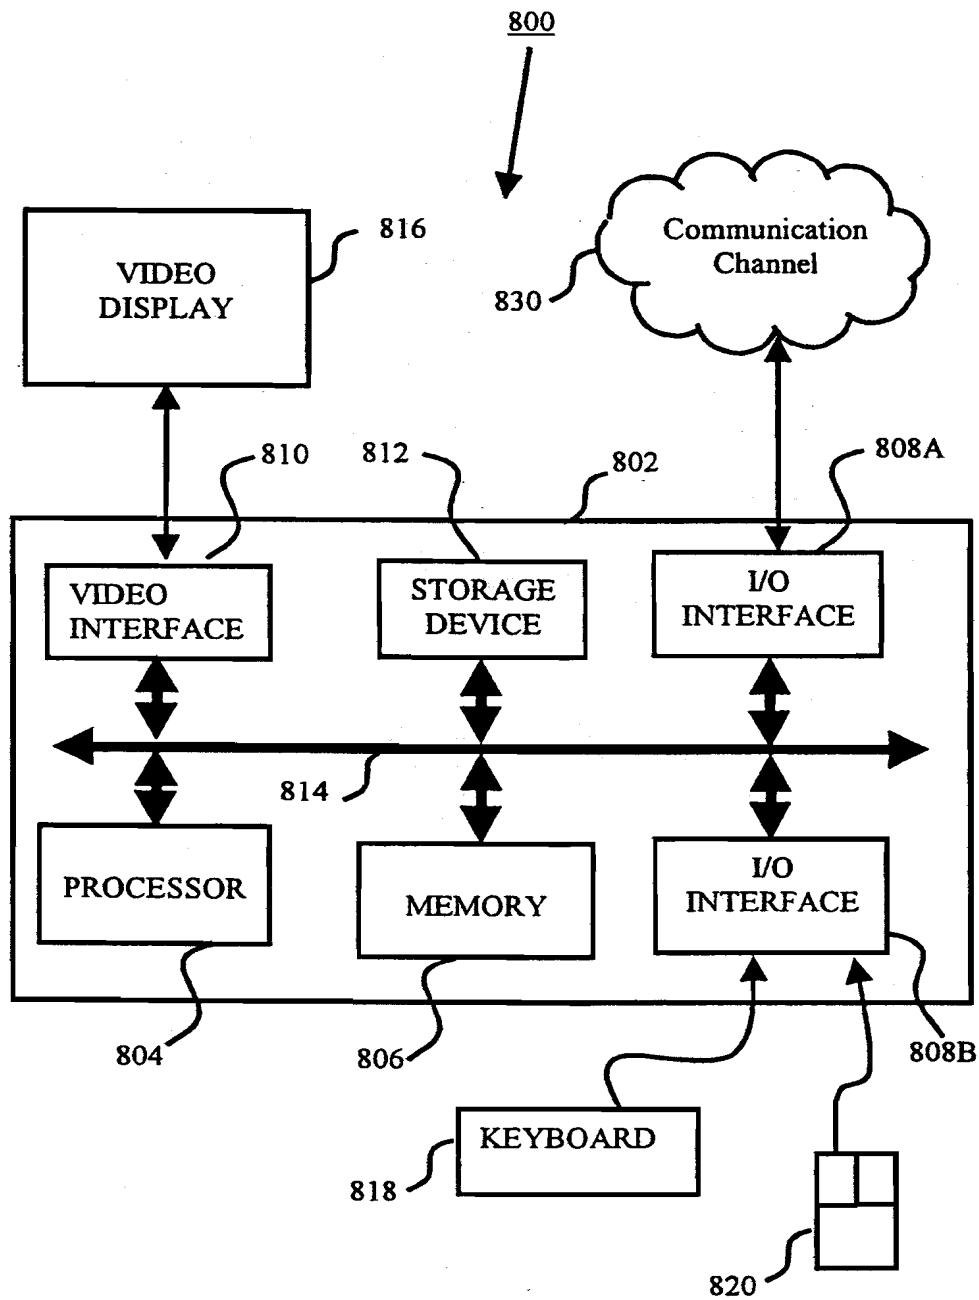 800
VIDEO
DISPLAY
816
Communication
Channel
830
810
812
802
808A
VIDEO
INTERFACE
STORAGE
DEVICE
I/O
INTERFACE
814
PROCESSOR
MEMORY
I/O
INTERFACE
804
806
808B
KEYBOARD
818
820